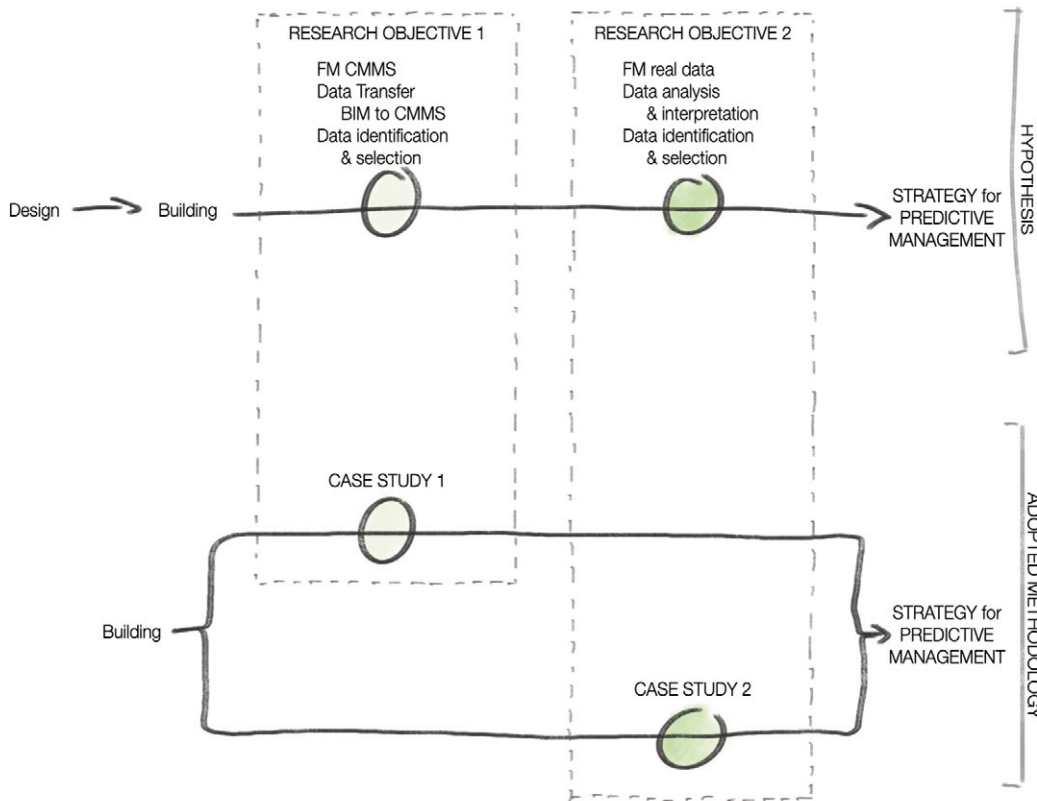 RESEARCH OBJECTIVE 1
FM CMMS
Data Transfer
BIM to CMMS
Data identification
& selection
RESEARCH OBJECTIVE 2
FM real data
Data analysis
& interpretation
Data identification
& selection
Design
Building
STRATEGY for
PREDICTIVE
MANAGEMENT
HYPOTHESIS
CASE STUDY 1
Building
CASE STUDY 2
STRATEGY for
PREDICTIVE
MANAGEMENT
ADOPTED METHODOLOGY